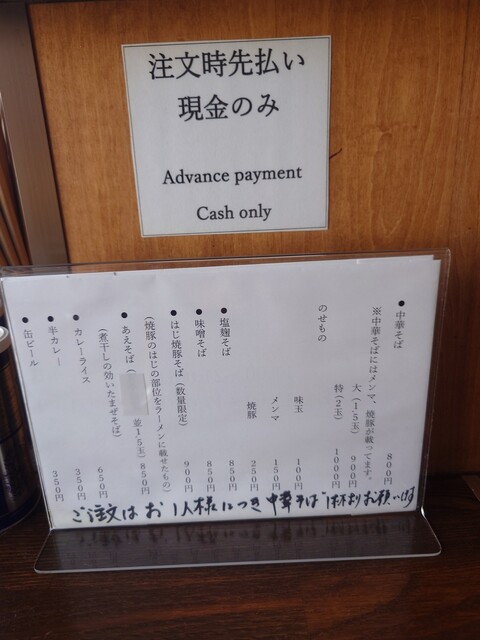 注文時先払い
現金のみ
Advance payment
Cash only
● 中華そば 800円
※中華そばにはメンマ、焼豚が載ってます。
大(1.5玉) 900円
特(2玉) 1000円
のせもの
味玉 100円
メンマ 150円
焼豚 250円
● 塩麹そば 850円
● 味噌そば 850円
● はじ焼豚そば(数量限定) 900円
(焼豚のはじの部位をラーメンに載せたもの)
● あえそば( 並1.5玉) 850円
(煮干しの効いたまぜそば)
● カレーライス 650円
● 半カレー 350円
● 缶ビール 350円
ご注文はお1人様につき中華そば1杯よりお願いします